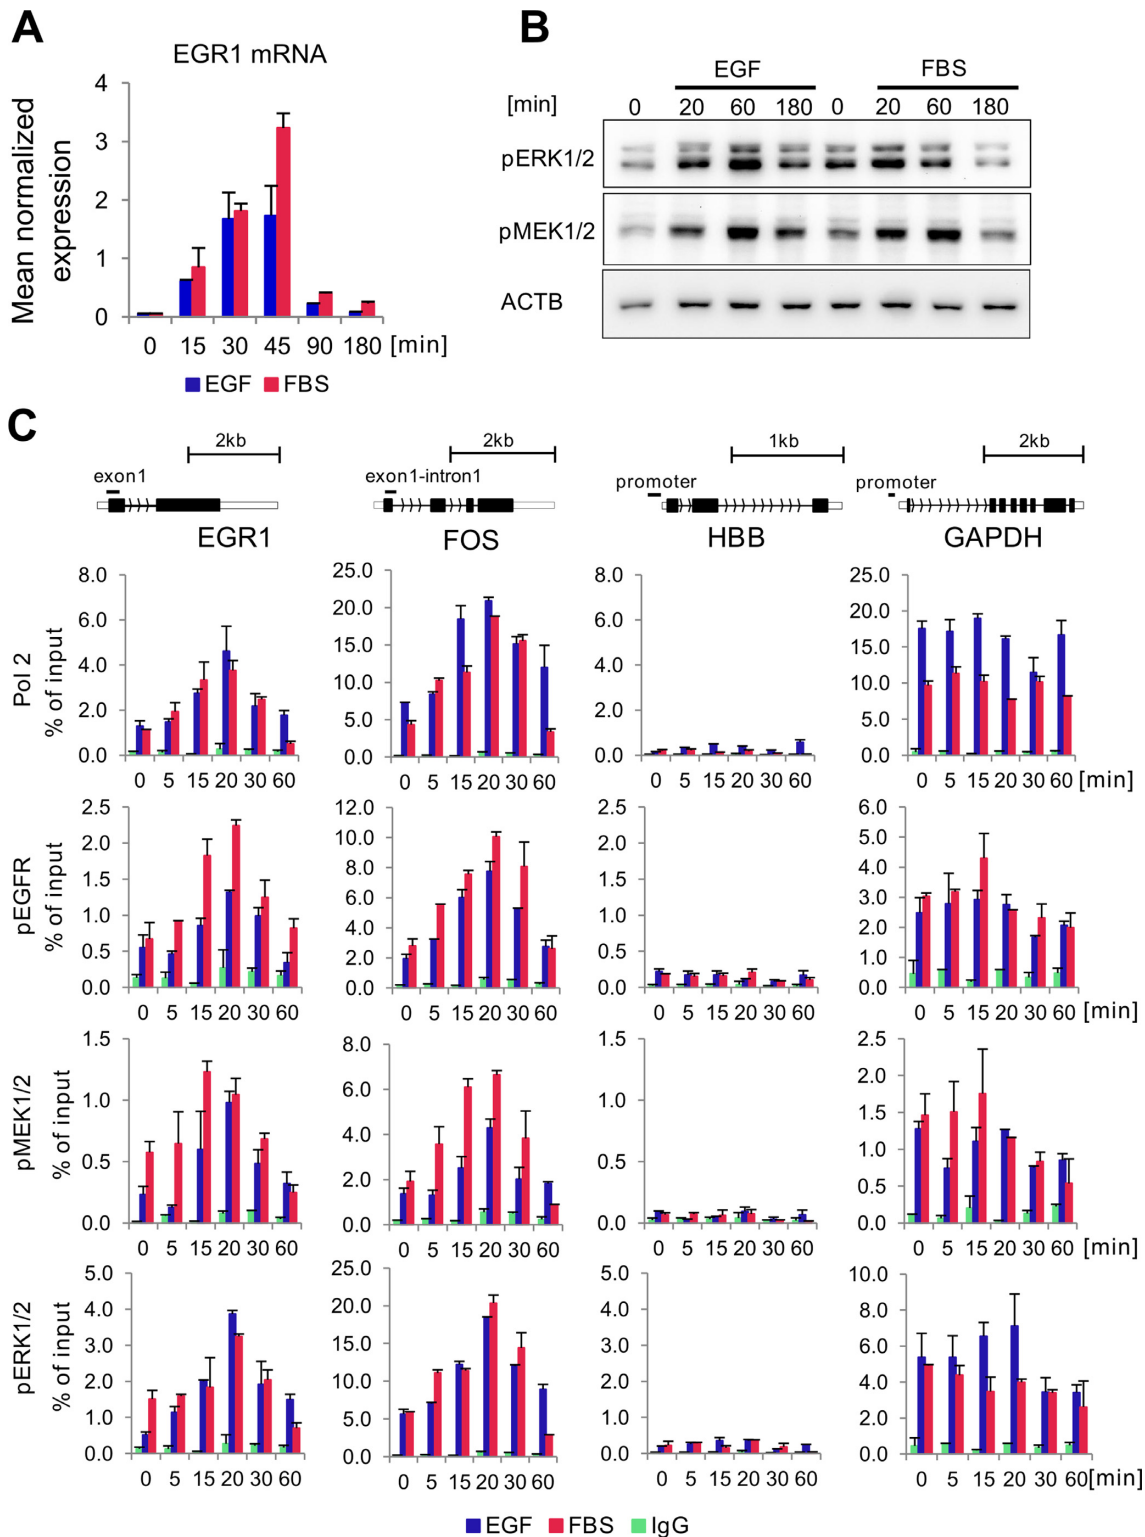 A
EGR1 mRNA
Mean normalized
expression
4
3
2
1
0
0 15 30 45 90 180 [min]
EGF FBS
B
EGF FBS
[min] 0 20 60 180 0 20 60 180
pERK1/2
pMEK1/2
ACTB
C
2kb 2kb 1kb 2kb
exon1 exon1-intron1 promoter promoter
EGR1 FOS HBB GAPDH
Pol 2
% of input
8.0
6.0
4.0
2.0
0.0
0 5 15 20 30 60
25.0
20.0
15.0
10.0
5.0
0.0
0 5 15 20 30 60
8.0
6.0
4.0
2.0
0.0
0 5 15 20 30 60
25.0
20.0
15.0
10.0
5.0
0.0
0 5 15 20 30 60 [min]
pEGFR
% of input
2.5
2.0
1.5
1.0
0.5
0.0
0 5 15 20 30 60
12.0
10.0
8.0
6.0
4.0
2.0
0.0
0 5 15 20 30 60
2.5
2.0
1.5
1.0
0.5
0.0
0 5 15 20 30 60
6.0
5.0
4.0
3.0
2.0
1.0
0.0
0 5 15 20 30 60 [min]
pMEK1/2
% of input
1.5
1.0
0.5
0.0
0 5 15 20 30 60
8.0
6.0
4.0
2.0
0.0
0 5 15 20 30 60
1.5
1.0
0.5
0.0
0 5 15 20 30 60
2.5
2.0
1.5
1.0
0.5
0.0
0 5 15 20 30 60 [min]
pERK1/2
% of input
5.0
4.0
3.0
2.0
1.0
0.0
0 5 15 20 30 60
25.0
20.0
15.0
10.0
5.0
0.0
0 5 15 20 30 60
5.0
4.0
3.0
2.0
1.0
0.0
0 5 15 20 30 60
10.0
8.0
6.0
4.0
2.0
0.0
0 5 15 20 30 60 [min]
EGF FBS IgG